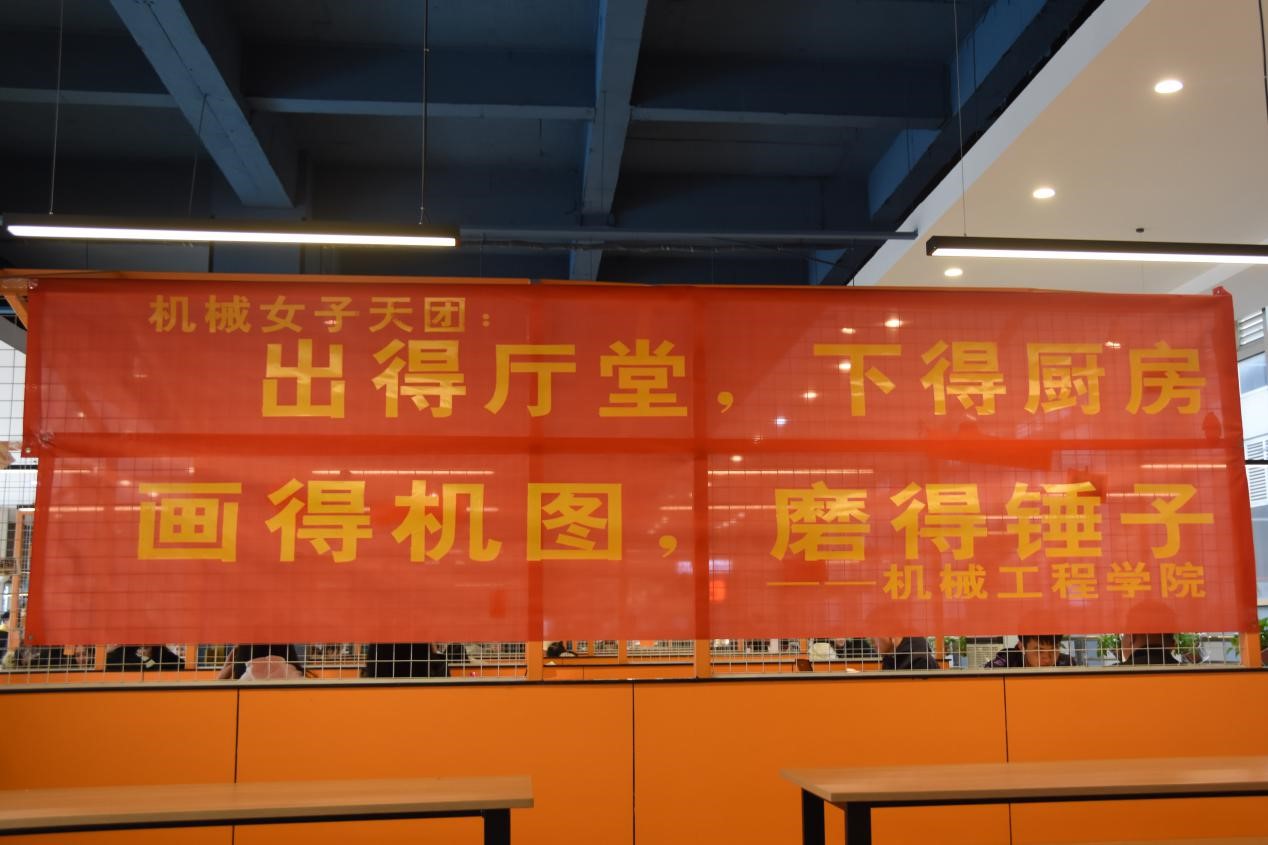 机械女子天团：
出得厅堂，下得厨房
画得机图，磨得锤子
——机械工程学院